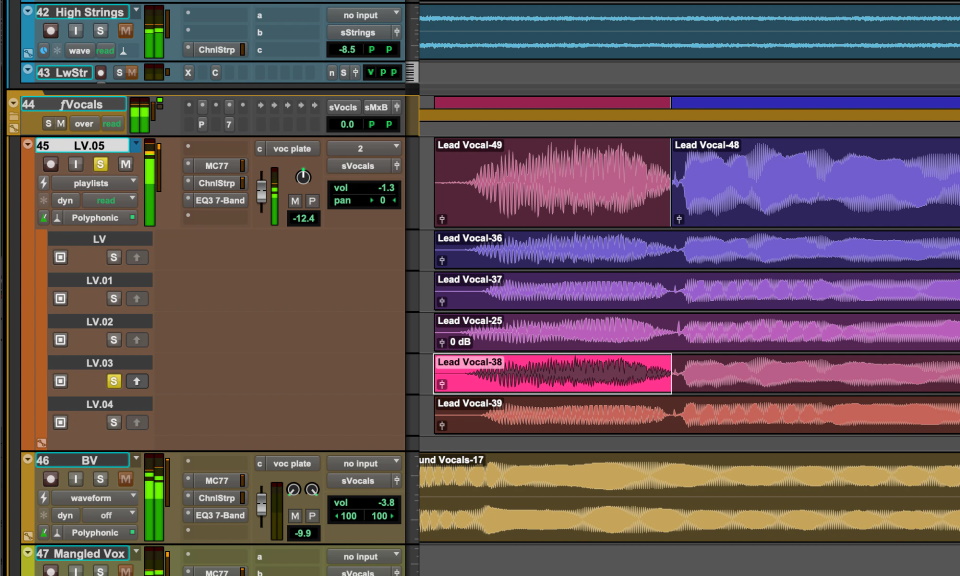 42 High Strings
I S M
wave read
ChnlStrp
a
b
c
no input
sStrings
-8.5 P P
43 LwStr S M
X C
n S
V P P
44 fVocals
S M over read
P 7
sVocls sMxB
0.0 P P
45 LV.05
I S M
playlists
dyn read
Polyphonic
MC77
ChnlStrp
EQ3 7-Band
c voc plate
M P
-12.4
2
sVocals
vol -1.3
pan 0
Lead Vocal-49
Lead Vocal-48
LV
S
Lead Vocal-36
LV.01
S
Lead Vocal-37
LV.02
S
Lead Vocal-25
0 dB
LV.03
S
Lead Vocal-38
LV.04
S
Lead Vocal-39
46 BV
I S M
waveform
dyn off
Polyphonic
MC77
ChnlStrp
EQ3 7-Band
c voc plate
M P
-9.9
no input
sVocals
vol -3.8
100 100
und Vocals-17
47 Mangled Vox
I S M
MC77
a
b
no input
sVocals